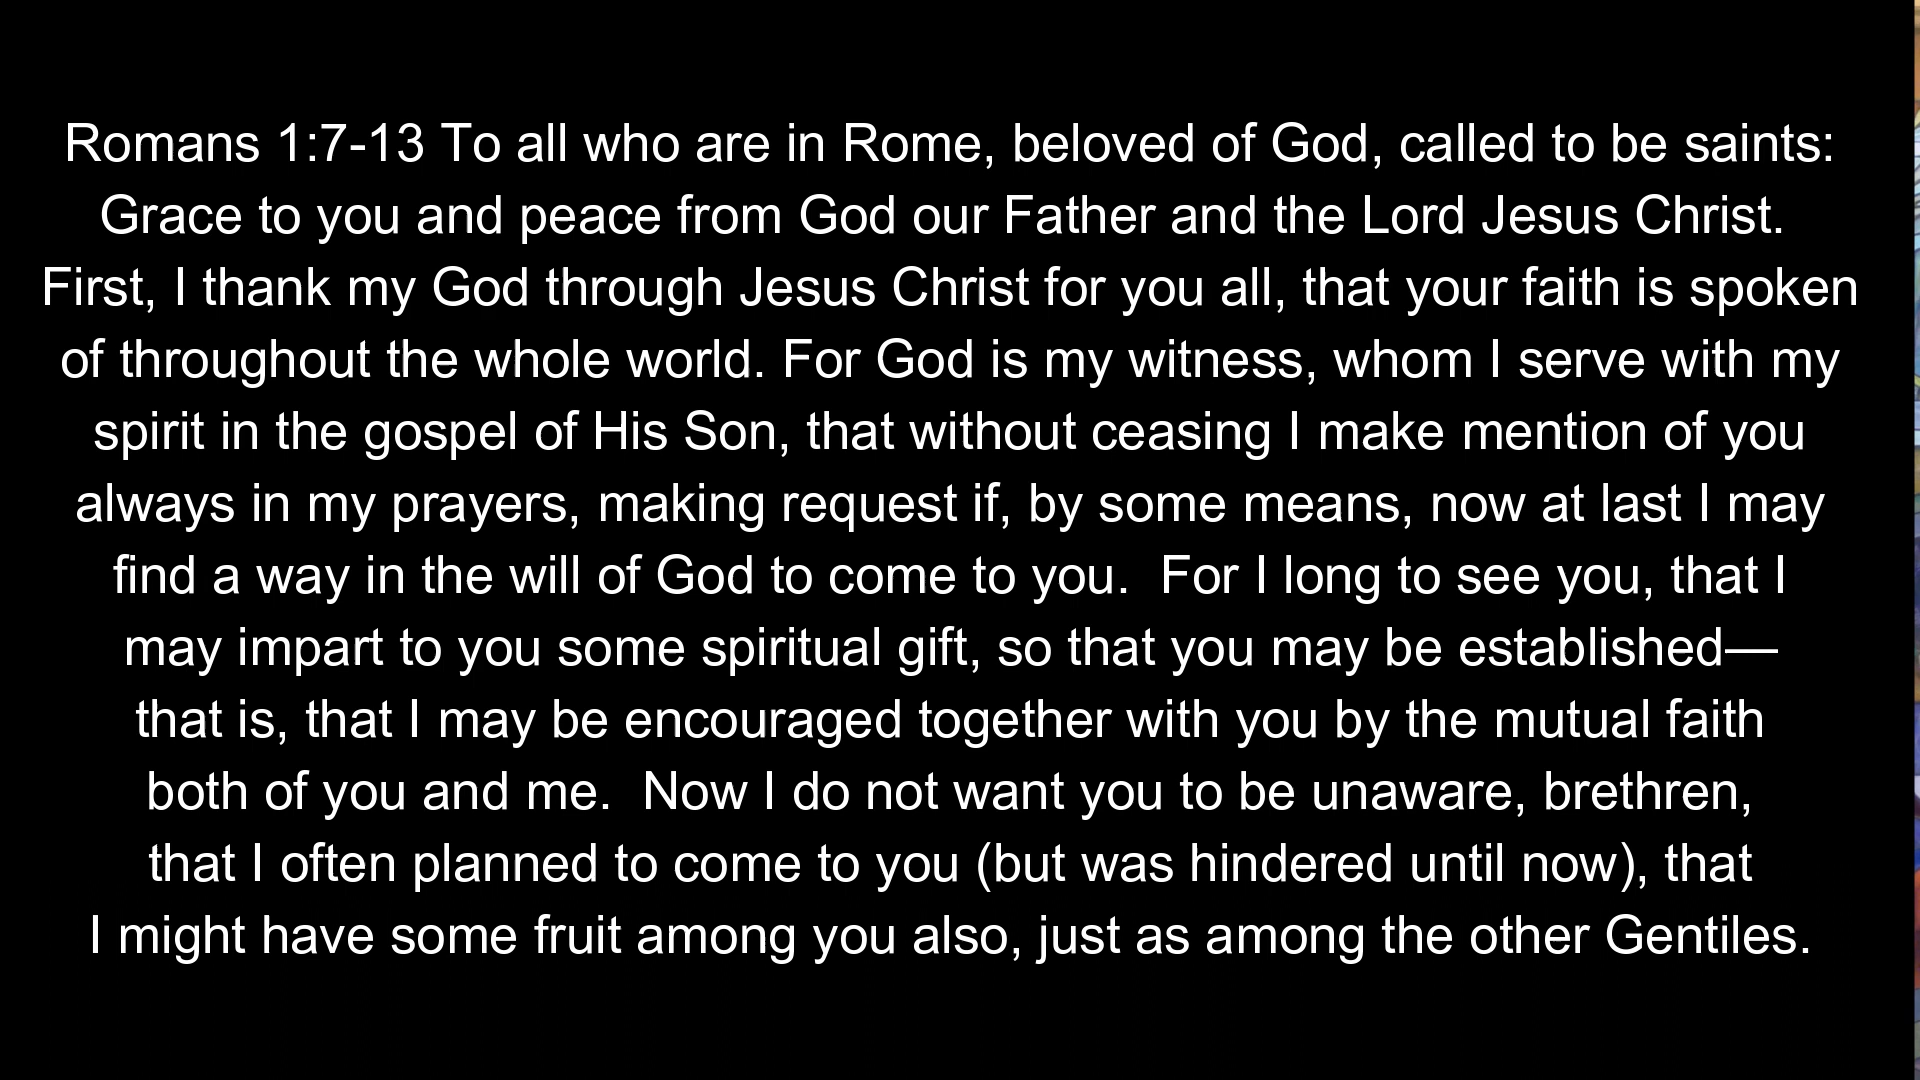 Romans 1:7-13 To all who are in Rome, beloved of God, called to be saints:
Grace to you and peace from God our Father and the Lord Jesus Christ.
First, I thank my God through Jesus Christ for you all, that your faith is spoken
of throughout the whole world. For God is my witness, whom I serve with my
spirit in the gospel of His Son, that without ceasing I make mention of you
always in my prayers, making request if, by some means, now at last I may
find a way in the will of God to come to you.  For I long to see you, that I
may impart to you some spiritual gift, so that you may be established—
that is, that I may be encouraged together with you by the mutual faith
both of you and me.  Now I do not want you to be unaware, brethren,
that I often planned to come to you (but was hindered until now), that
I might have some fruit among you also, just as among the other Gentiles.